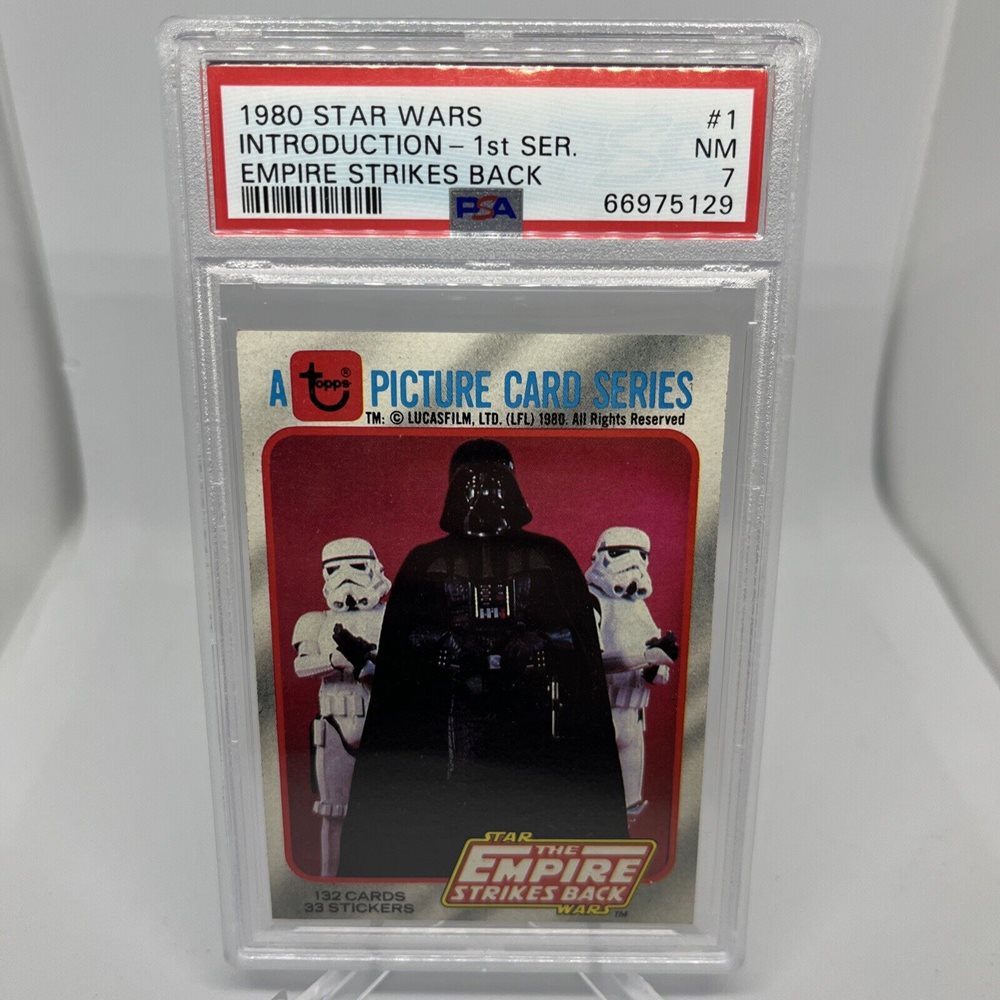 1980 STAR WARS #1
INTRODUCTION - 1st SER. NM
EMPIRE STRIKES BACK 7
PSA 66975129
A topps® PICTURE CARD SERIES
TM: © LUCASFILM, LTD. (LFL) 1980. All Rights Reserved
STAR
THE
EMPIRE
STRIKES BACK
WARS TM
132 CARDS
33 STICKERS